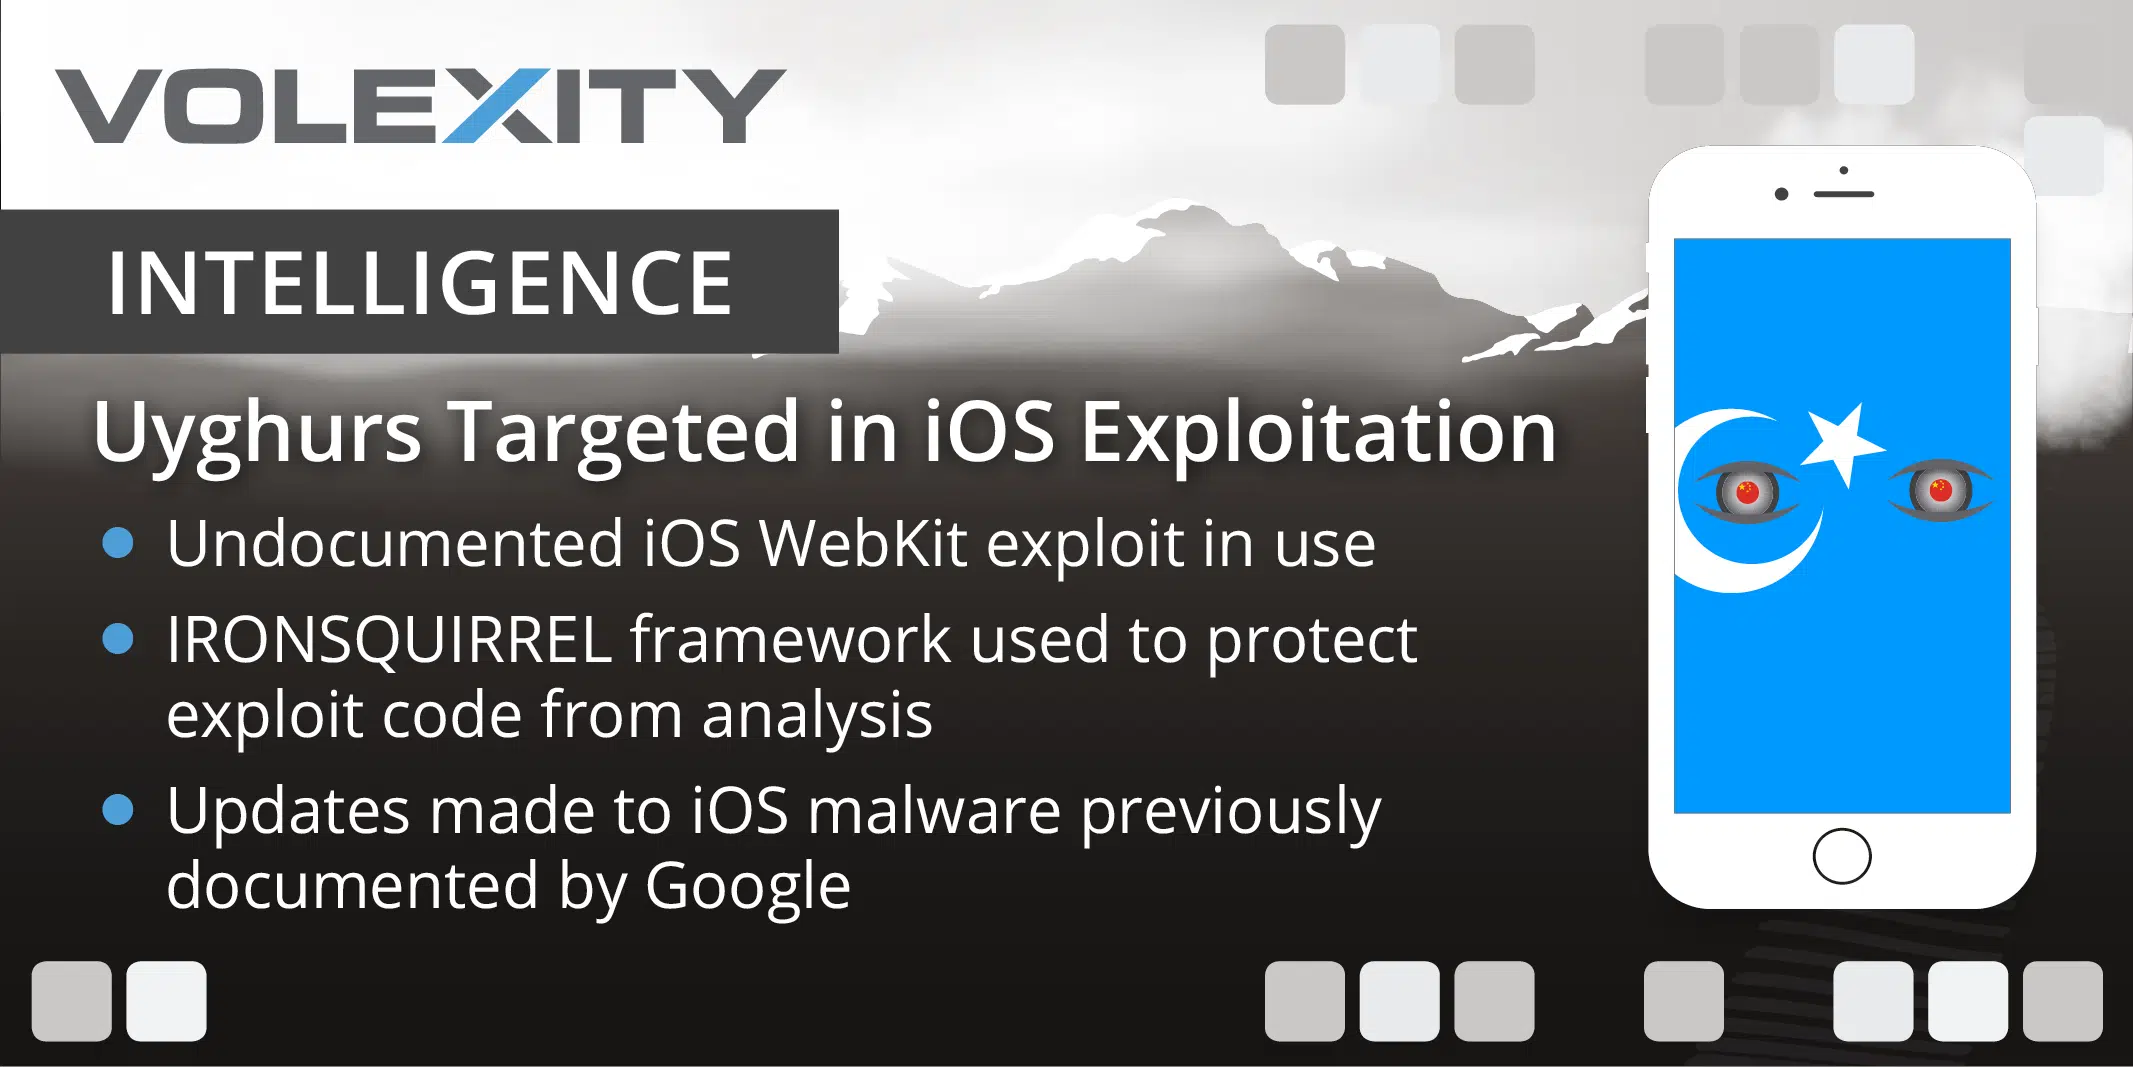 VOLEXITY
INTELLIGENCE
Uyghurs Targeted in iOS Exploitation
Undocumented iOS WebKit exploit in use
IRONSQUIRREL framework used to protect
exploit code from analysis
Updates made to iOS malware previously
documented by Google